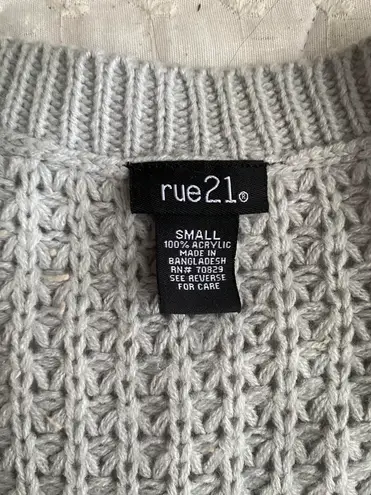 rue21®
SMALL
100% ACRYLIC
MADE IN
BANGLADESH
RN# 70829
SEE REVERSE
FOR CARE